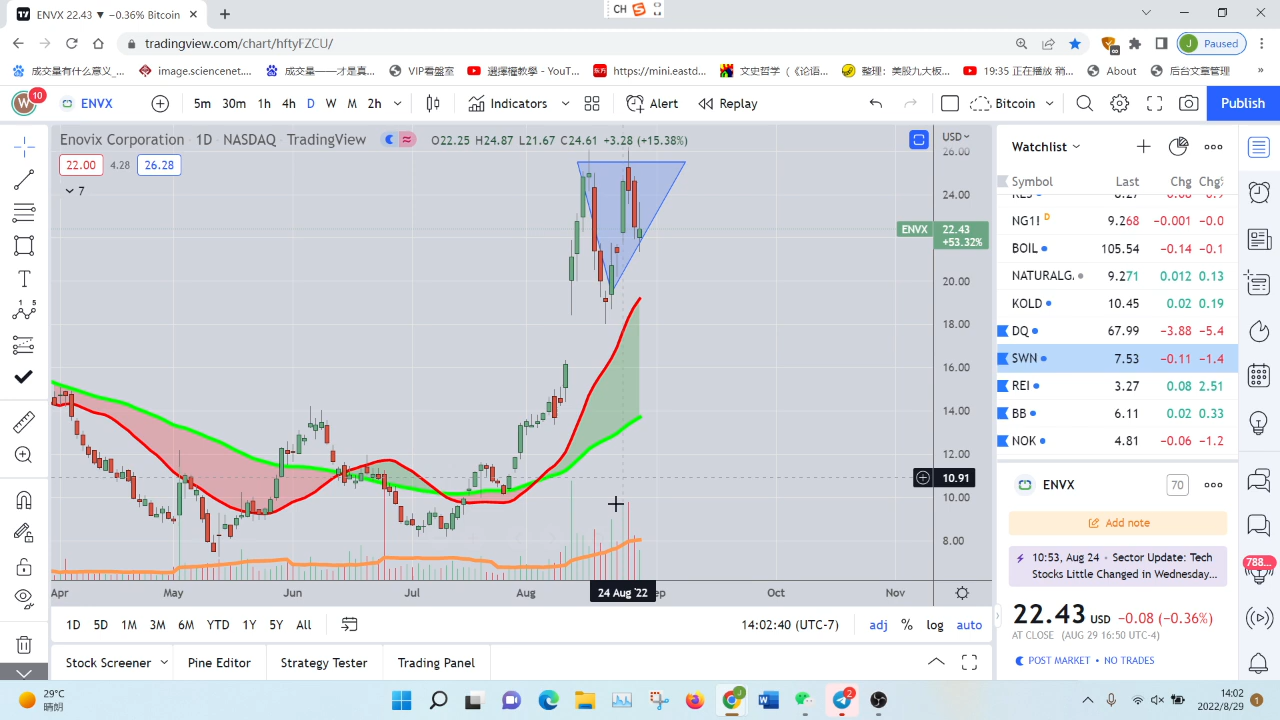 ENVX 22.43 ▼ −0.36% Bitcoin
CH
tradingview.com/chart/hftyFZCU/
J Paused
成交量有什么意义_...
image.sciencenet....
成交量——才是真...
VIP看盤室
選擇權教學 - YouT...
https://mini.eastd...
文史哲学（《论语...
整理：美股九大板...
19:35 正在播放 稍...
About
后台文章管理
»
W 10
ENVX
5m 30m 1h 4h D W M 2h
Indicators
Alert
Replay
Bitcoin
Publish
Enovix Corporation · 1D · NASDAQ · TradingView
O22.25 H24.87 L21.6 C24.61 +3.28 (+15.38%)
USD
22.00 4.28 26.28
7
26.00
24.00
ENVX 22.43
+53.32%
20.00
18.00
16.00
14.00
12.00
10.91
10.00
8.00
Apr May Jun Jul Aug 24 Aug '22 ep Oct Nov
1D 5D 1M 3M 6M YTD 1Y 5Y All
14:02:40 (UTC-7)
adj % log auto
Stock Screener
Pine Editor
Strategy Tester
Trading Panel
Watchlist
Symbol Last Chg Chg%
NG1! D 9.268 −0.001 −0.0
BOIL 105.54 −0.14 −0.1
NATURALG. 9.271 0.012 0.13
KOLD 10.45 0.02 0.19
DQ 67.99 −3.88 −5.4
SWN 7.53 −0.11 −1.4
REI 3.27 0.08 2.51
BB 6.11 0.02 0.33
NOK 4.81 −0.06 −1.2
ENVX 70
Add note
10:53, Aug 24 · Sector Update: Tech
Stocks Little Changed in Wednesday...
22.43 USD −0.08 (−0.36%)
AT CLOSE (AUG 29 16:50 UTC-4)
POST MARKET • NO TRADES
788...
29°C
晴朗
J
2
14:02
2022/8/29
1